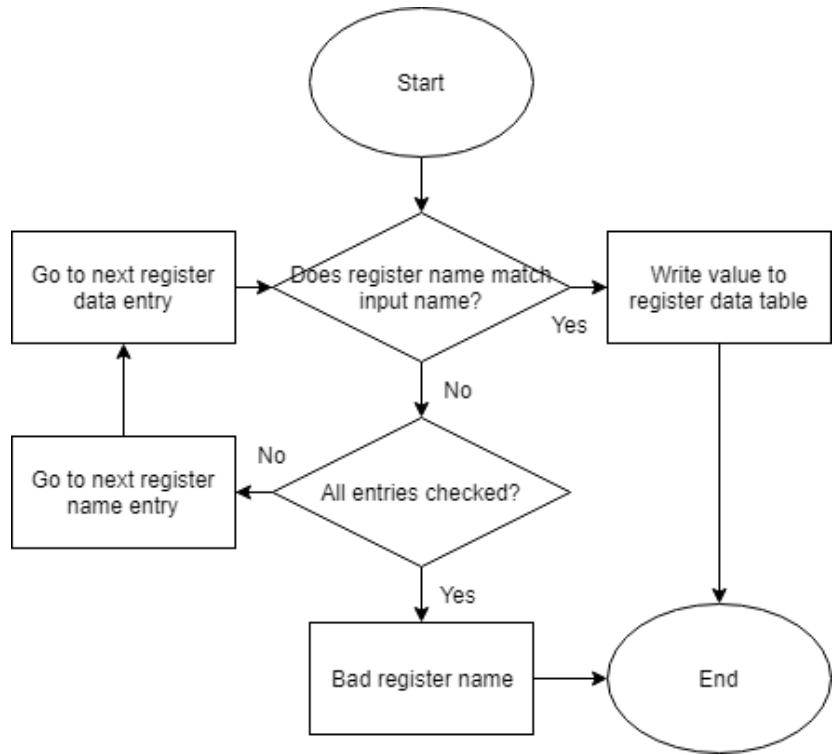 Start
Go to next register
data entry
Does register name match
input name?
Write value to
register data table
Yes
No
Go to next register
name entry
No
All entries checked?
Yes
Bad register name
End